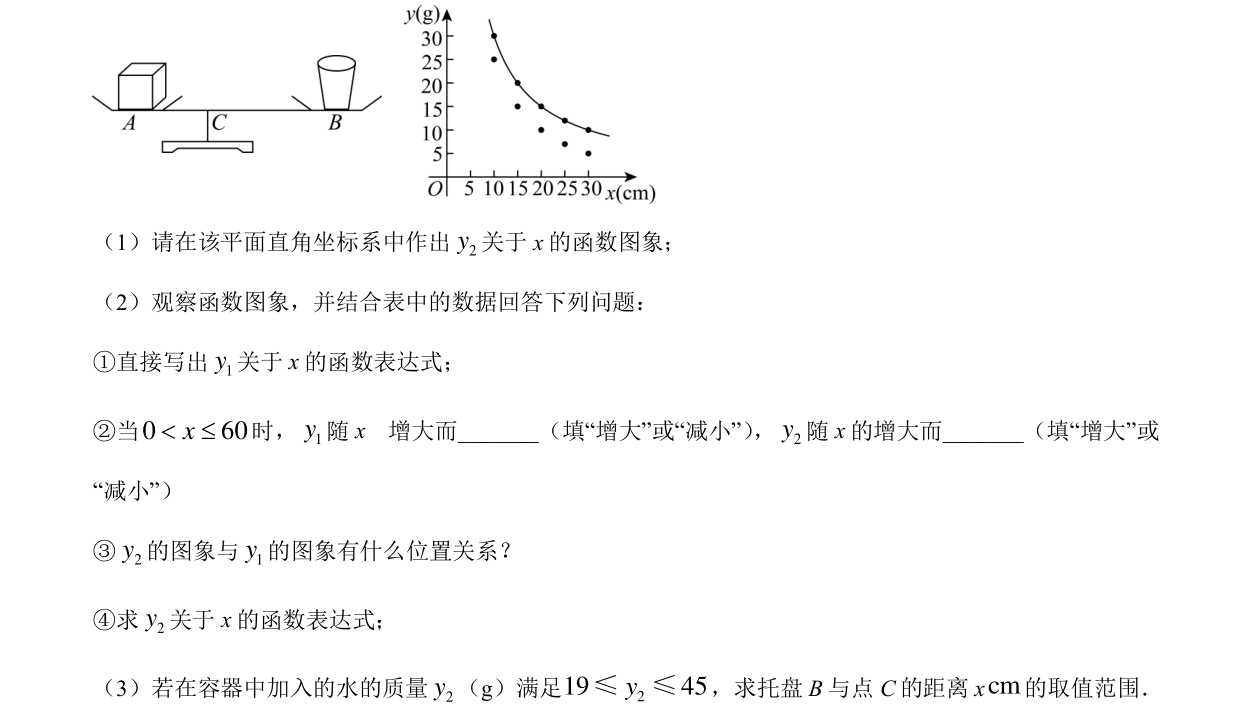 y(g)
30
25
20
15
10
5
O 5 10 15 20 25 30 x(cm)
A C B
（1）请在该平面直角坐标系中作出 y₂ 关于 x 的函数图象；
（2）观察函数图象，并结合表中的数据回答下列问题：
①直接写出 y₁ 关于 x 的函数表达式；
②当 0 < x ≤ 60 时， y₁ 随 x 增大而_______（填“增大”或“减小”）， y₂ 随 x 的增大而_______（填“增大”或
“减小”）
③ y₂ 的图象与 y₁ 的图象有什么位置关系？
④求 y₂ 关于 x 的函数表达式；
（3）若在容器中加入的水的质量 y₂（g）满足 19 ≤ y₂ ≤ 45，求托盘 B 与点 C 的距离 x cm 的取值范围．